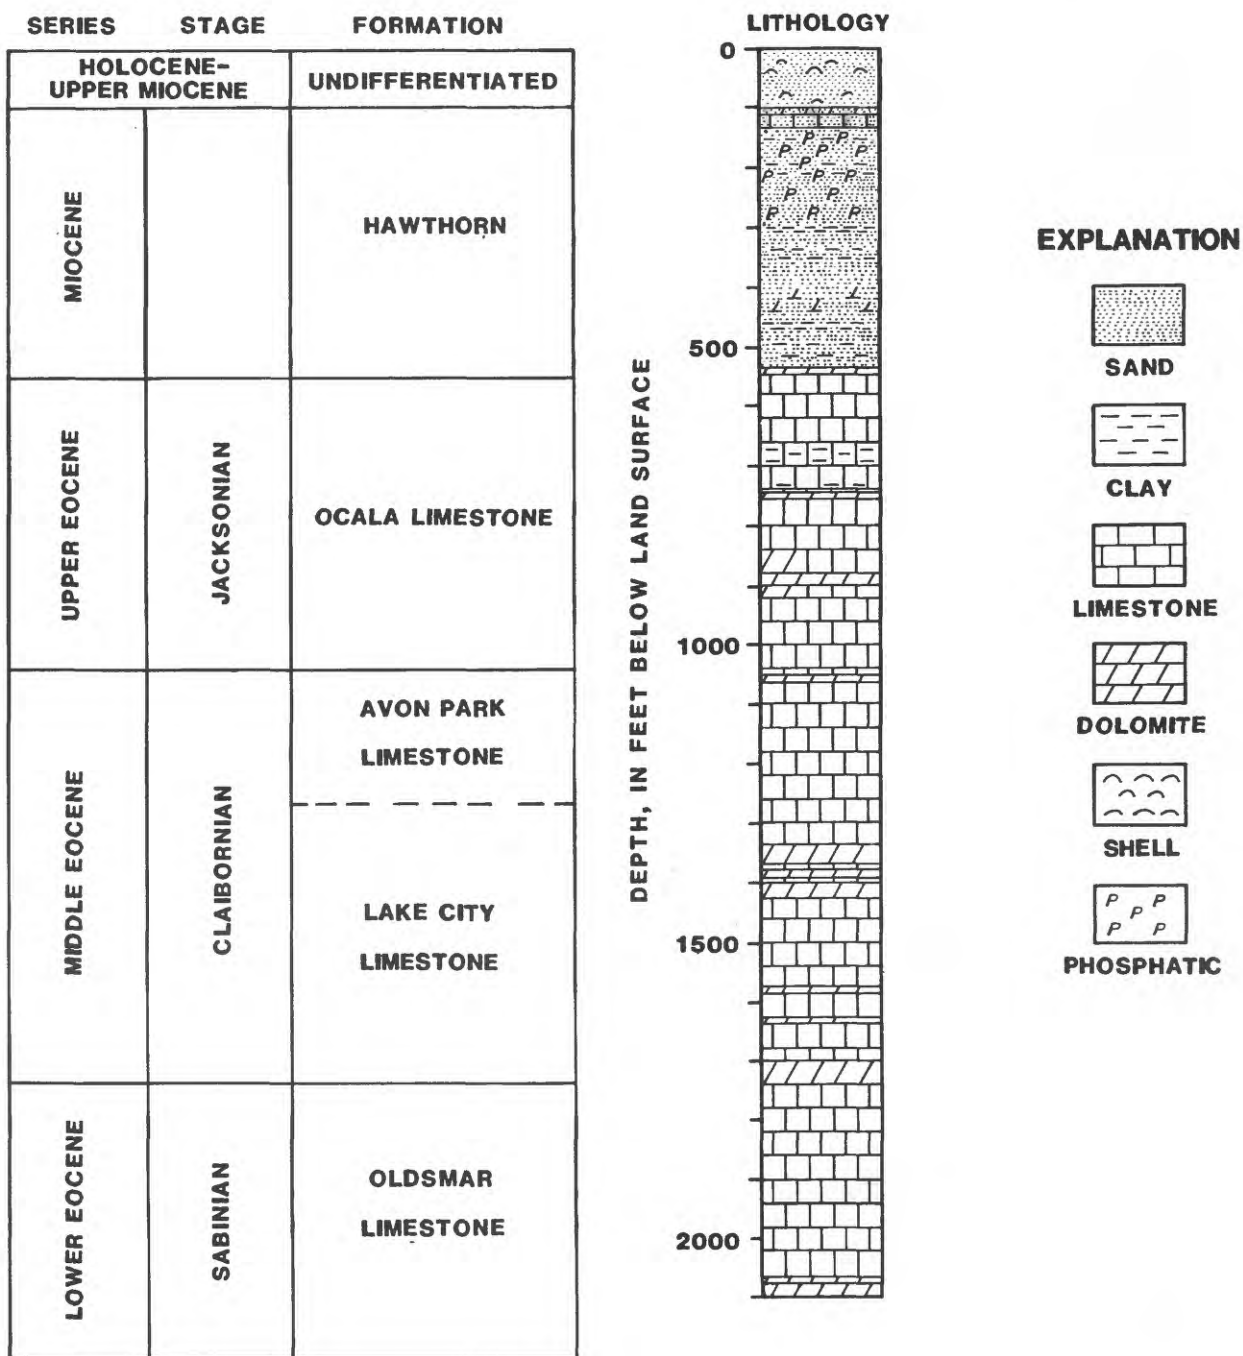 SERIES STAGE FORMATION
HOLOCENE-
UPPER MIOCENE
UNDIFFERENTIATED
MIOCENE
HAWTHORN
UPPER EOCENE
JACKSONIAN
OCALA LIMESTONE
MIDDLE EOCENE
CLAIBORNIAN
AVON PARK
LIMESTONE
LAKE CITY
LIMESTONE
LOWER EOCENE
SABINIAN
OLDSMAR
LIMESTONE
LITHOLOGY
DEPTH, IN FEET BELOW LAND SURFACE
0
500
1000
1500
2000
P P
P P P
P
P P P
P P
P P P
EXPLANATION
SAND
CLAY
LIMESTONE
DOLOMITE
SHELL
P P
P
P P
PHOSPHATIC